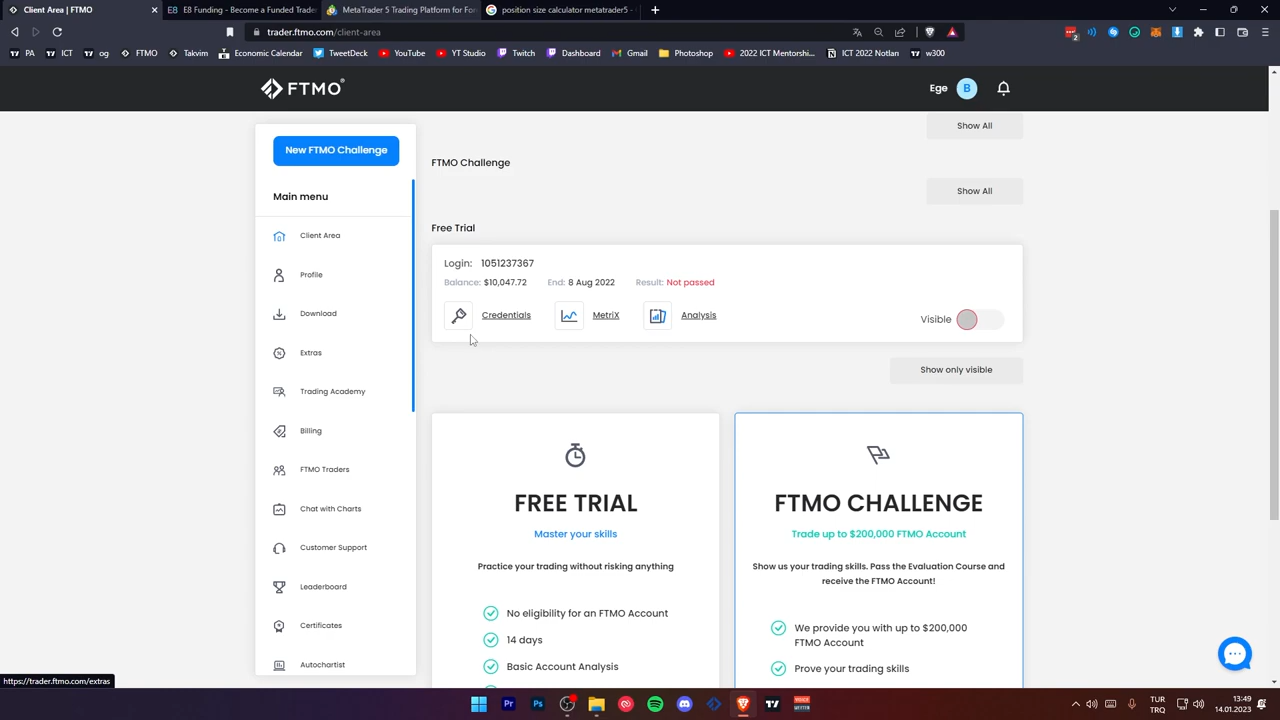 Client Area | FTMO
E8 Funding - Become a Funded Trader
MetaTrader 5 Trading Platform for For
position size calculator metatrader5 -
trader.ftmo.com/client-area
PA
ICT
og
FTMO
Takvim
Economic Calendar
TweetDeck
YouTube
YT Studio
Twitch
Dashboard
Gmail
Photoshop
2022 ICT Mentorshi...
ICT 2022 Notlan
w300
FTMO
Ege
B
New FTMO Challenge
Main menu
Client Area
Profile
Download
Extras
Trading Academy
Billing
FTMO Traders
Chat with Charts
Customer Support
Leaderboard
Certificates
Autochartist
Show All
FTMO Challenge
Show All
Free Trial
Login: 1051237367
Balance: $10,047.72 End: 8 Aug 2022 Result: Not passed
Credentials
MetriX
Analysis
Visible
Show only visible
FREE TRIAL
Master your skills
Practice your trading without risking anything
No eligibility for an FTMO Account
14 days
Basic Account Analysis
FTMO CHALLENGE
Trade up to $200,000 FTMO Account
Show us your trading skills. Pass the Evaluation Course and
receive the FTMO Account!
We provide you with up to $200,000
FTMO Account
Prove your trading skills
https://trader.ftmo.com/extras
TUR
TRQ
13:49
14.01.2023